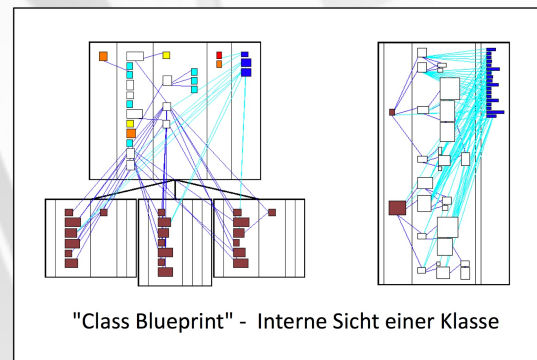 "Class Blueprint" - Interne Sicht einer Klasse